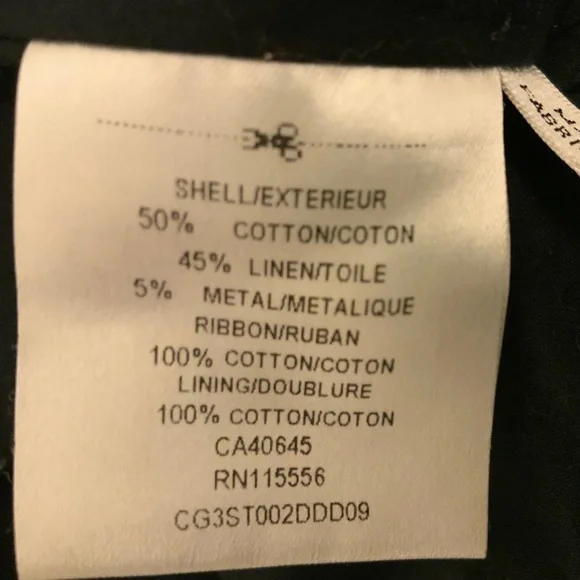 SHELL/EXTERIEUR
50% COTTON/COTON
45% LINEN/TOILE
5% METAL/METALIQUE
RIBBON/RUBAN
100% COTTON/COTON
LINING/DOUBLURE
100% COTTON/COTON
CA40645
RN115556
CG3ST002DDD09